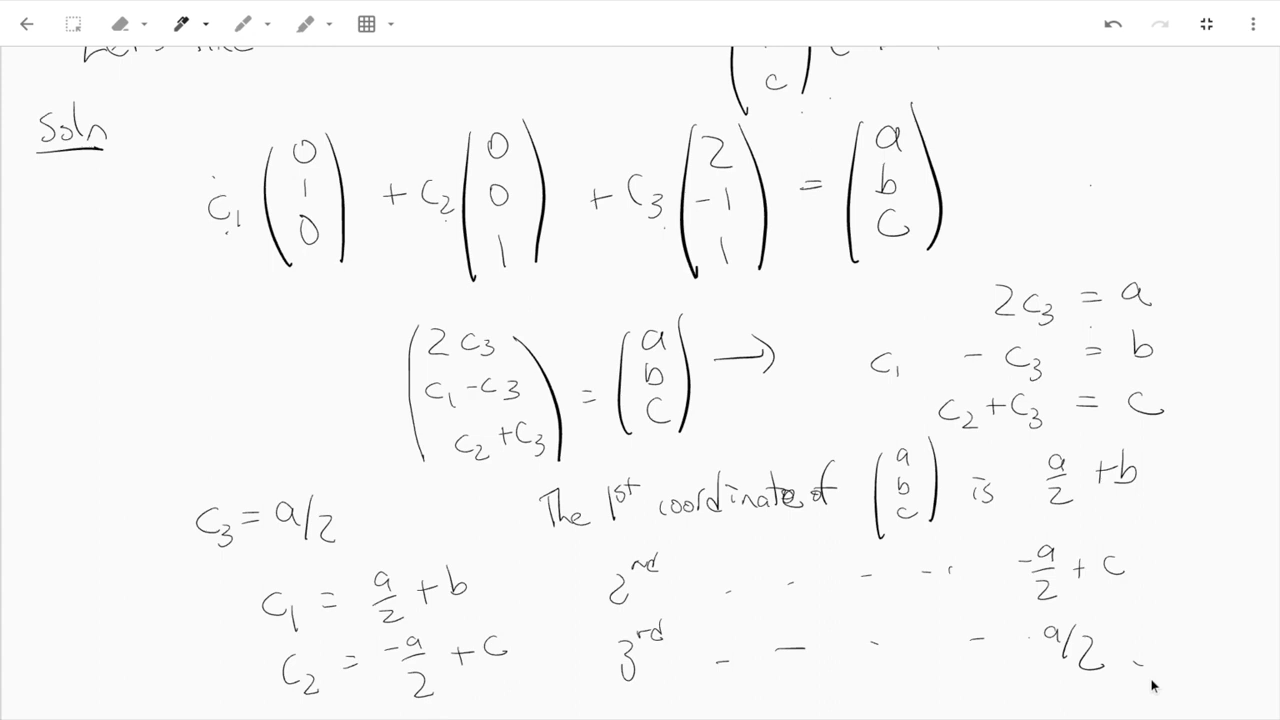 Let's
c
Soln
c₁ (0 1 0) + c₂ (0 0 1) + c₃ (2 -1 1) = (a b c)
(2c₃ c₁-c₃ c₂+c₃) = (a b c) →
2c₃ = a
c₁ - c₃ = b
c₂+c₃ = c
The 1st coordinate of (a b c) is a/2 + b
c₃ = a/2
2nd . . - - . -a/2 + c
c₁ = a/2 + b
3rd - - . - a/2
c₂ = -a/2 + c